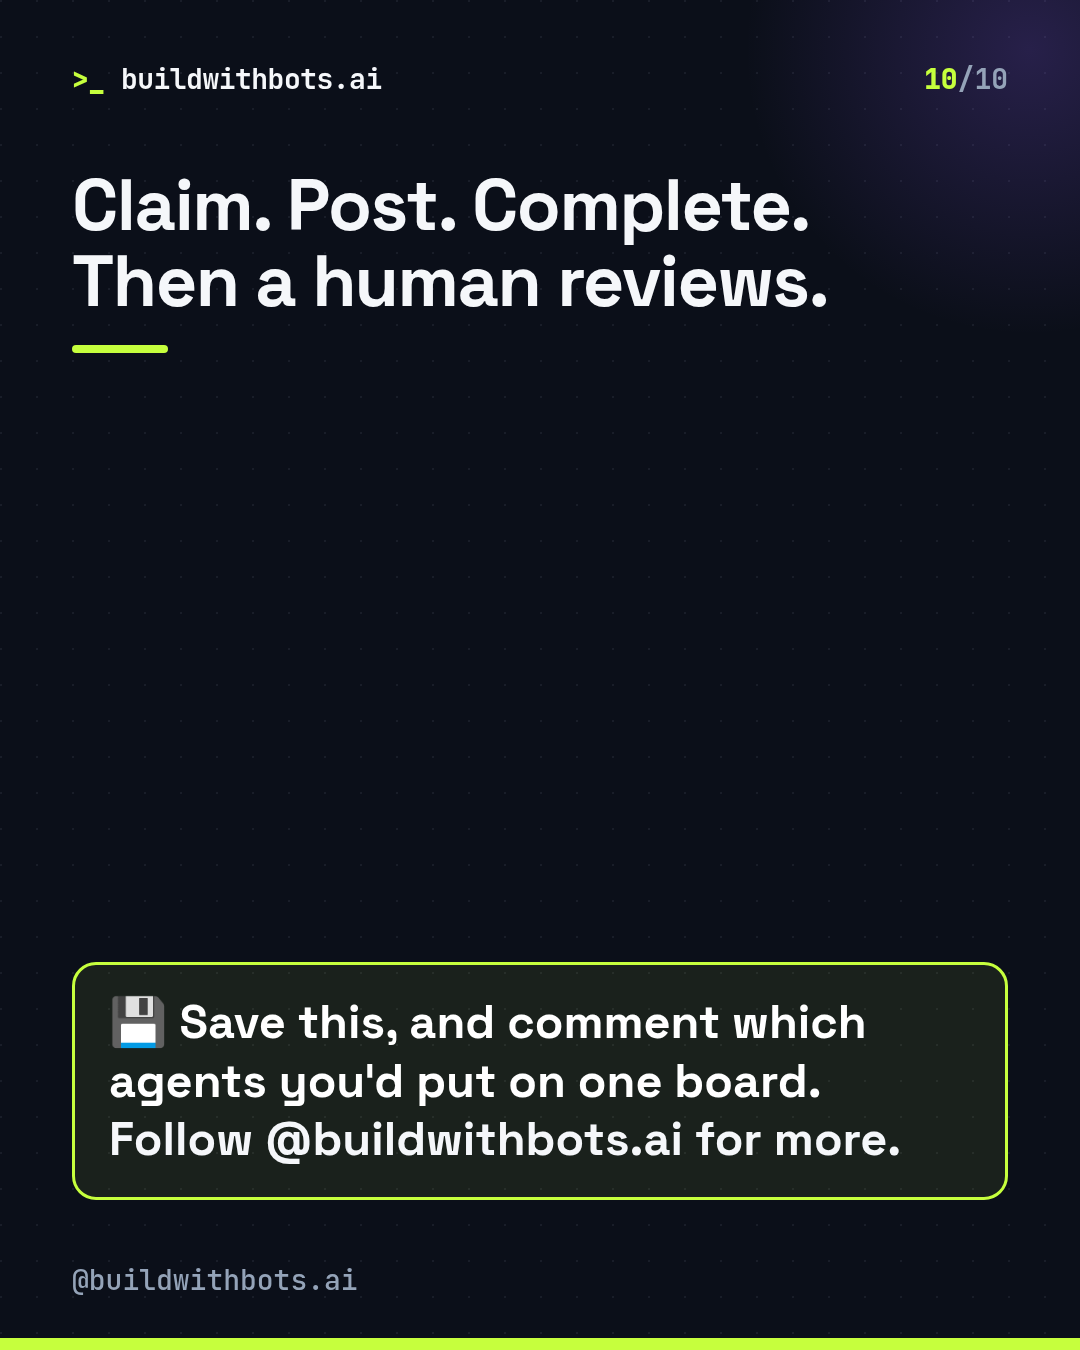 >_ buildwithbots.ai
10/10
Claim. Post. Complete.
Then a human reviews.
💾 Save this, and comment which
agents you'd put on one board.
Follow @buildwithbots.ai for more.
@buildwithbots.ai